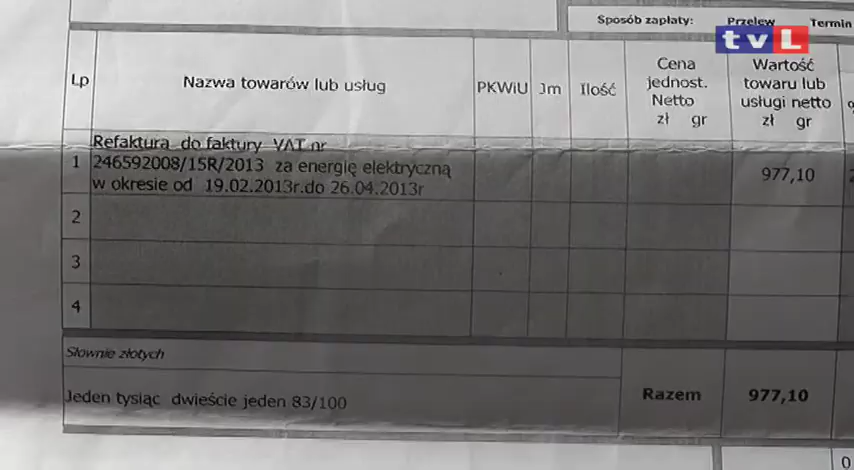 Sposób zapłaty: Przelew Termin
tvL
Lp
Nazwa towarów lub usług
PKWiU
Jm
Ilość
Cena
jednost.
Netto
zł gr
Wartość
towaru lub
usługi netto
zł gr
Refaktura do faktury VAT nr
1 246592008/15R/2013 za energię elektryczną 977,10
w okresie od 19.02.2013r.do 26.04.2013r
2
3
4
Słownie złotych
Jeden tysiąc dwieście jeden 83/100
Razem 977,10
0